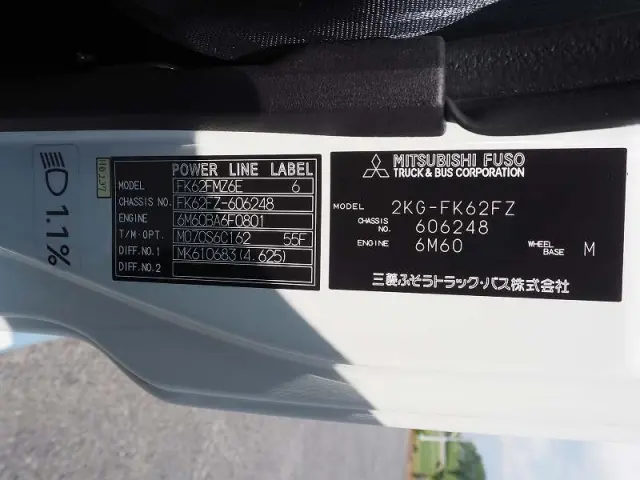 1.1%
POWER LINE LABEL
MODEL FK62FMZ6E 6
CHASSIS NO. FK62FZ-606248
ENGINE 6M60BA6F0801
T/M·OPT. M070S6C162 55F
DIFF.NO.1 MK610683(4.625)
DIFF.NO.2
MITSUBISHI FUSO
TRUCK & BUS CORPORATION
MODEL 2KG-FK62FZ
CHASSIS NO. 606248
ENGINE 6M60 WHEEL BASE M
三菱ふそうトラック・バス株式会社